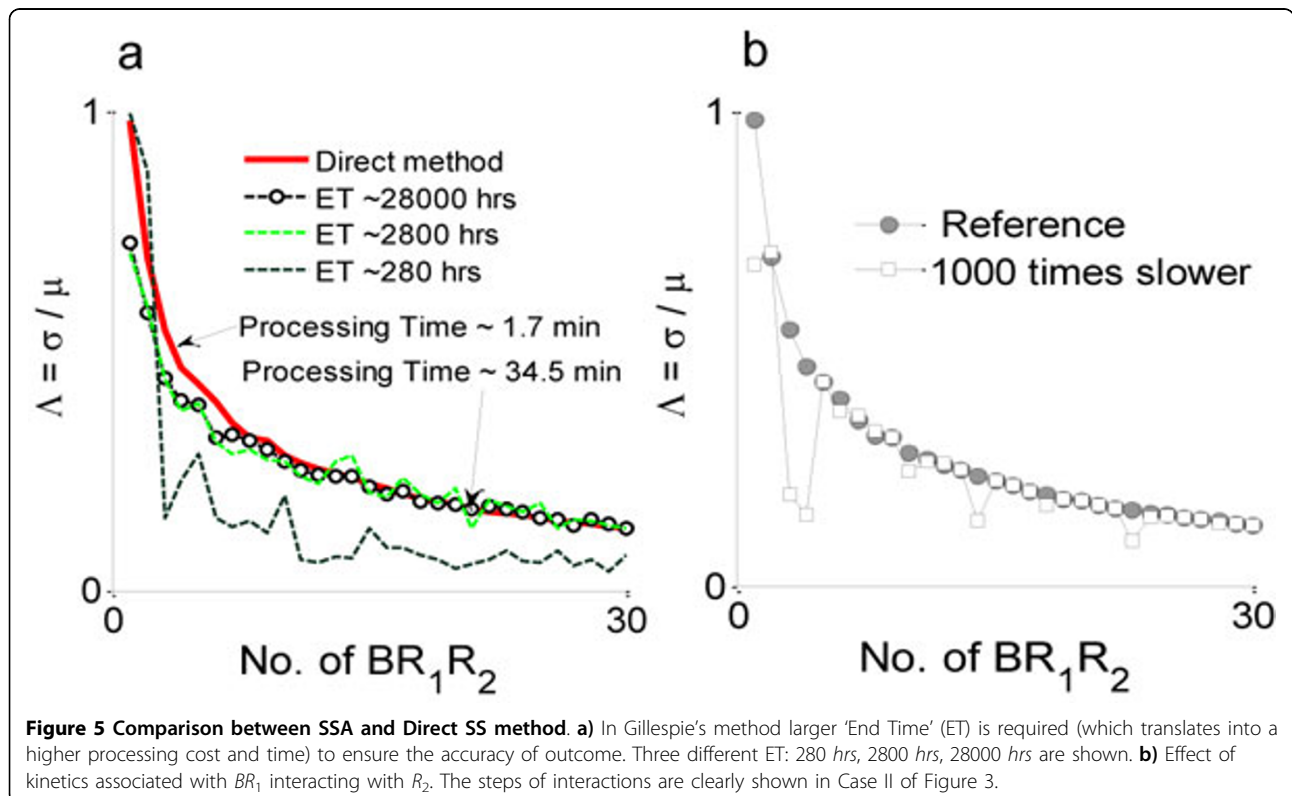 a
1
Direct method
ET ~28000 hrs
ET ~2800 hrs
ET ~280 hrs
Processing Time ~ 1.7 min
Processing Time ~ 34.5 min
Λ = σ / μ
0
0
30
No. of BR₁R₂
b
1
Reference
1000 times slower
Λ = σ / μ
0
0
30
No. of BR₁R₂
Figure 5 Comparison between SSA and Direct SS method. a) In Gillespie's method larger 'End Time' (ET) is required (which translates into a
higher processing cost and time) to ensure the accuracy of outcome. Three different ET: 280 hrs, 2800 hrs, 28000 hrs are shown. b) Effect of
kinetics associated with BR₁ interacting with R₂. The steps of interactions are clearly shown in Case II of Figure 3.